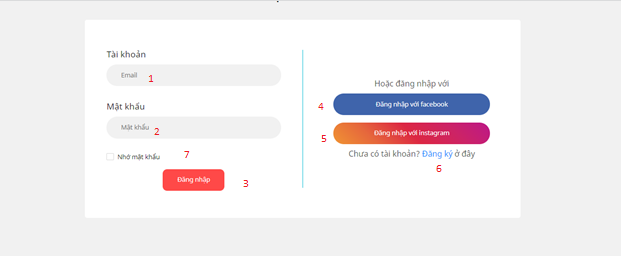 Tài khoản
Email 1
Mật khẩu
Mật khẩu 2
Nhớ mật khẩu 7
Đăng nhập 3
Hoặc đăng nhập với
4 Đăng nhập với facebook
5 Đăng nhập với instagram
Chưa có tài khoản? Đăng ký ở đây
6